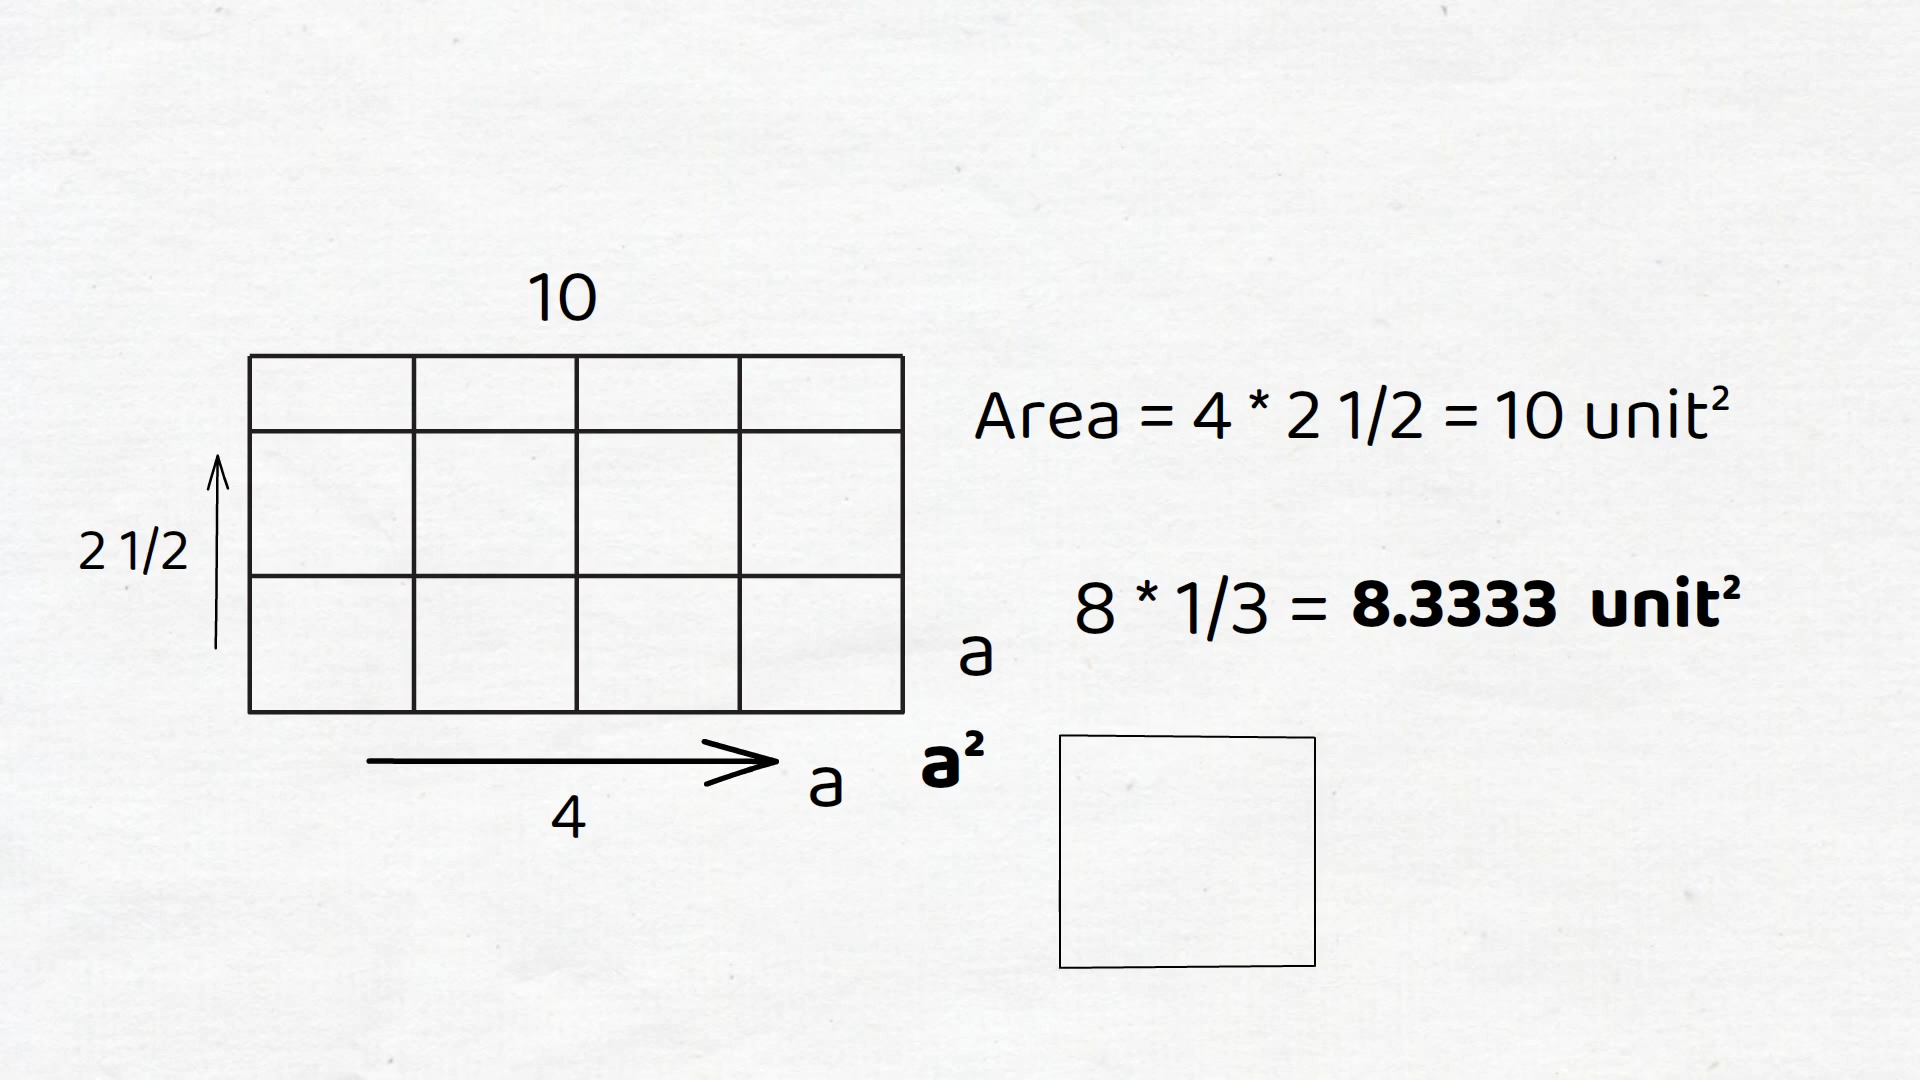 10
Area = 4 * 2 1/2 = 10 unit²
2 1/2
8 * 1/3 = 8.3333 unit²
a
a²
a
4